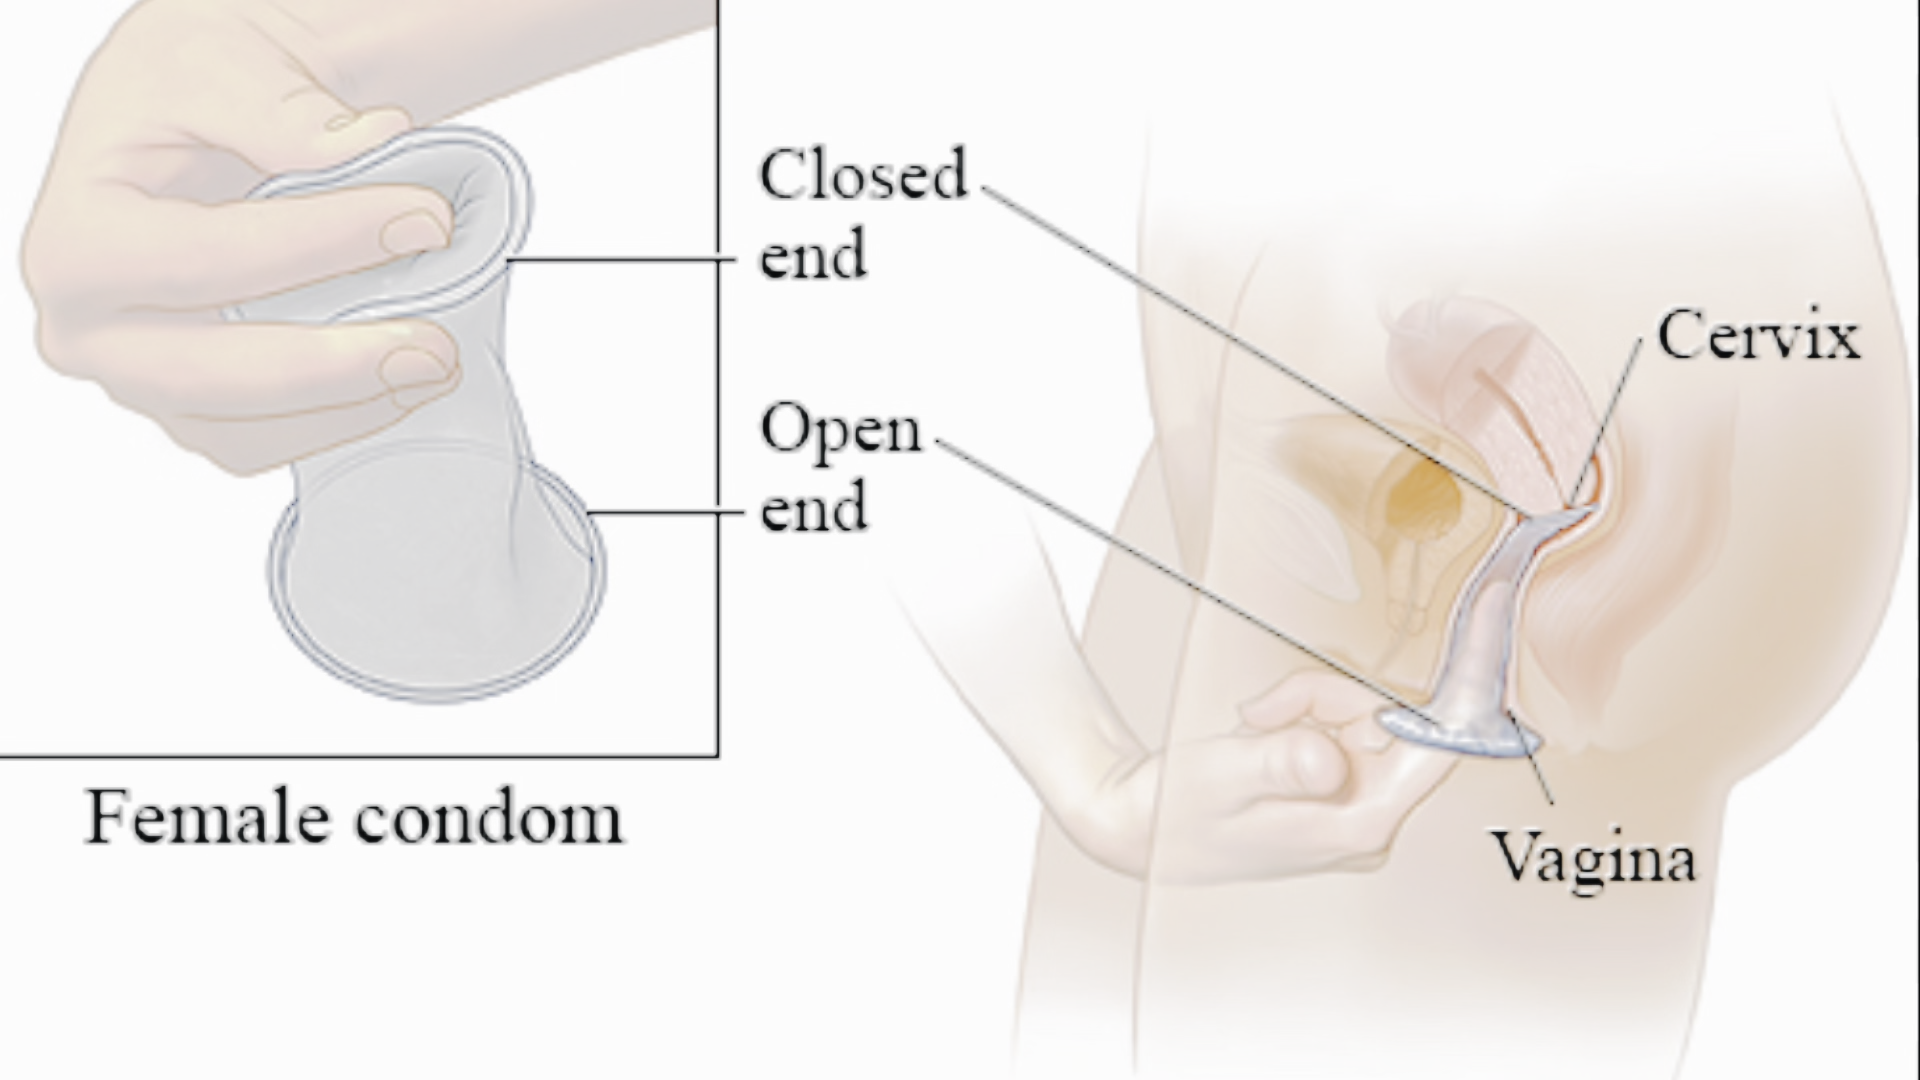 Closed
end
Open
end
Cervix
Vagina
Female condom